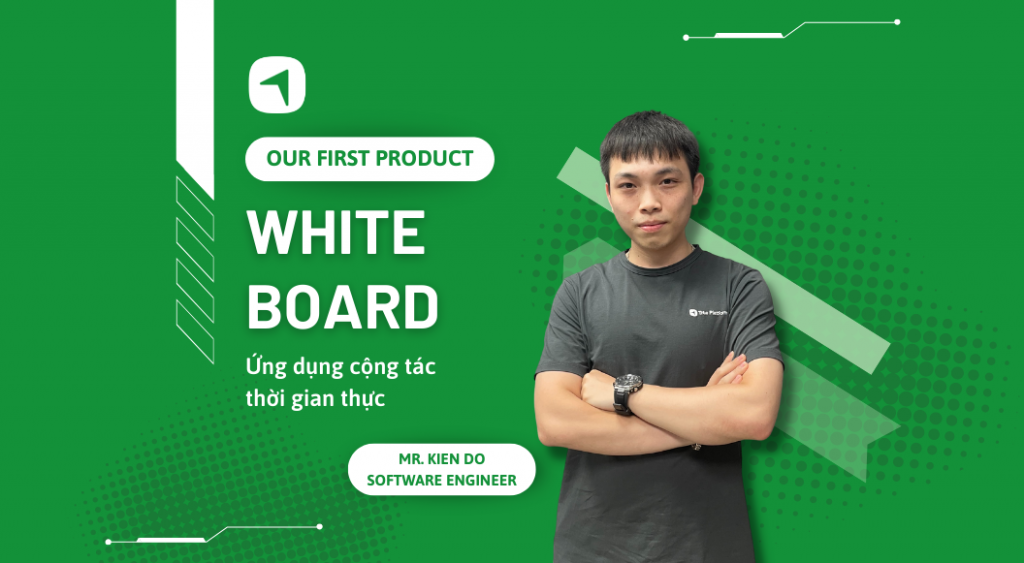 OUR FIRST PRODUCT
WHITE
BOARD
Ứng dụng cộng tác
thời gian thực
MR. KIEN DO
SOFTWARE ENGINEER